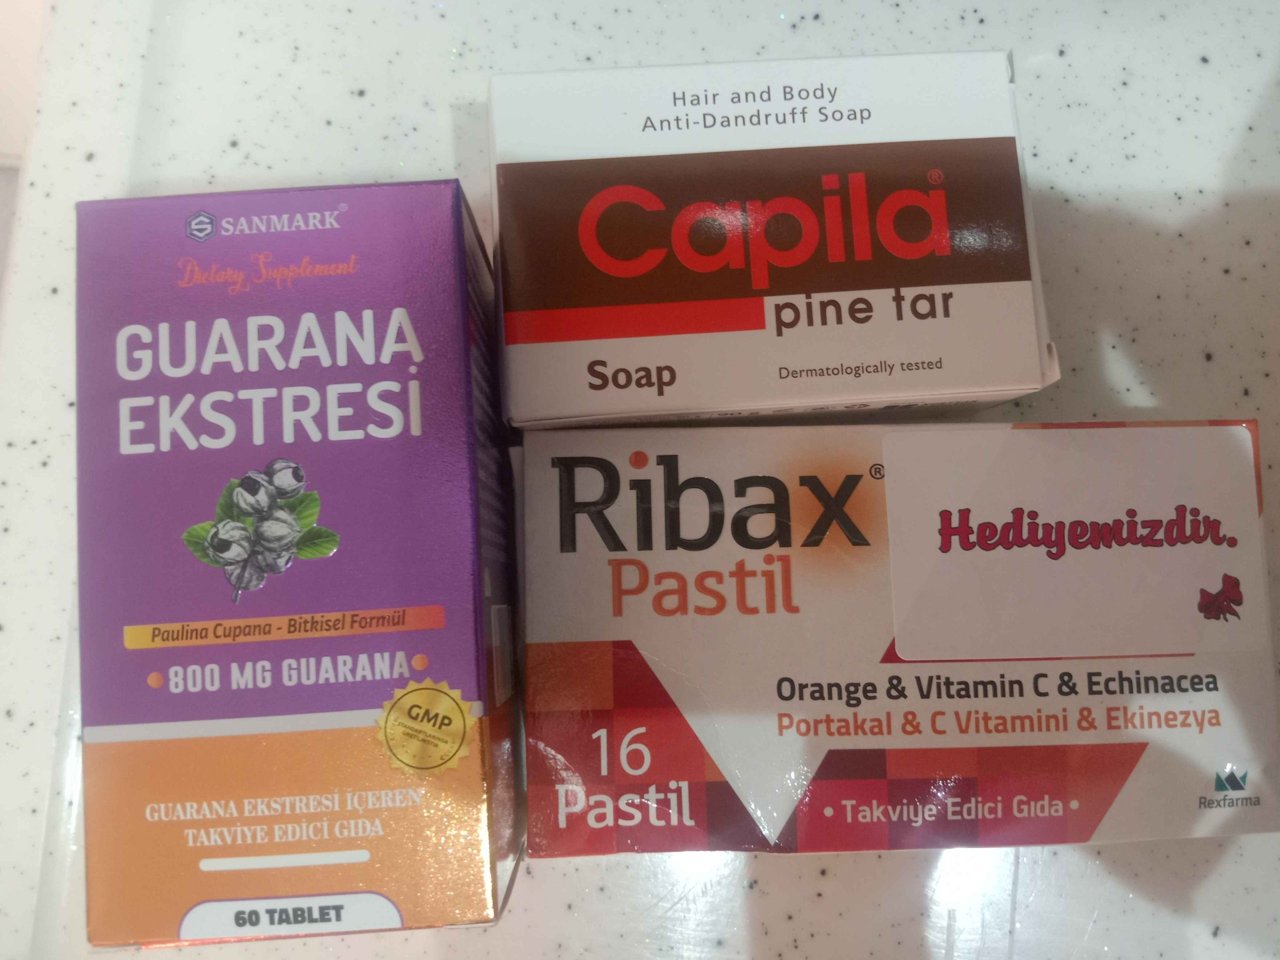 SANMARK®
Dietary Supplement
GUARANA
EKSTRESİ
Paulina Cupana - Bitkisel Formül
800 MG GUARANA
GMP
GUARANA EKSTRESİ İÇEREN
TAKVİYE EDİCİ GIDA
60 TABLET
Hair and Body
Anti-Dandruff Soap
Capila®
pine tar
Soap
Dermatologically tested
Ribax®
Pastil
Hediyemizdir.
Orange & Vitamin C & Echinacea
Portakal & C Vitamini & Ekinezya
16
Pastil
• Takviye Edici Gıda •
Rexfarma